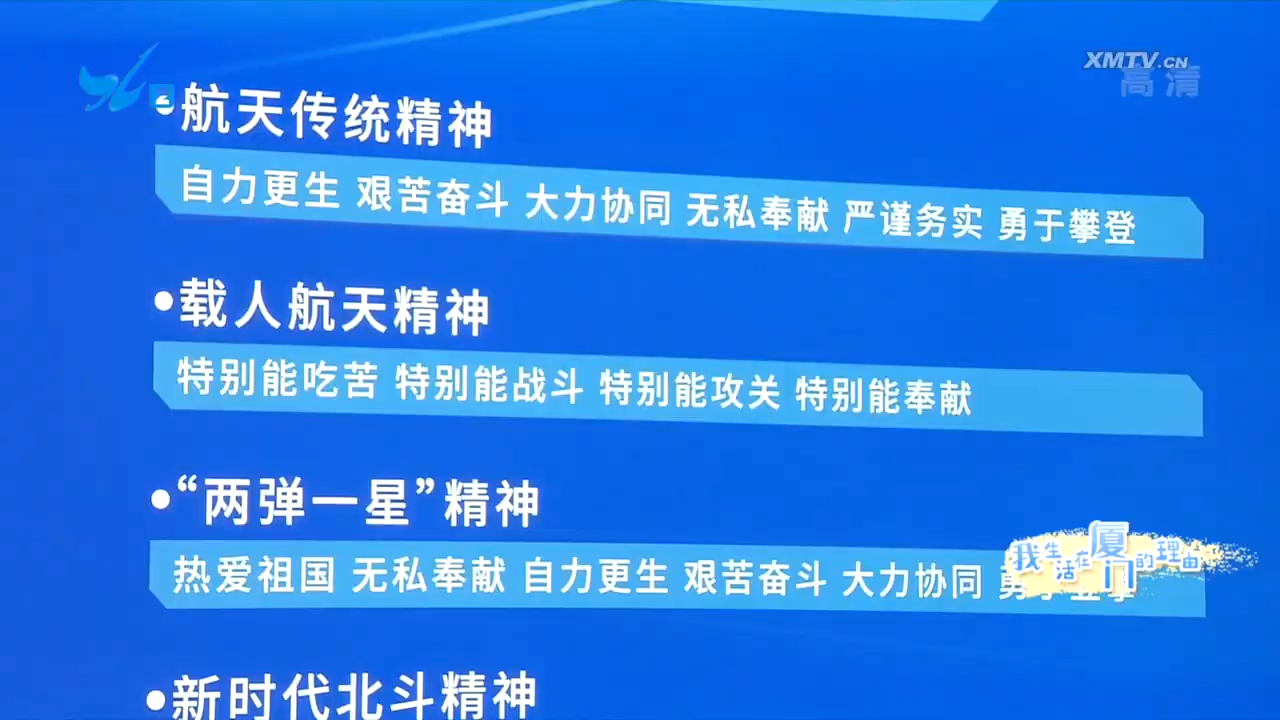 XMTV.CN
高清
•航天传统精神
自力更生 艰苦奋斗 大力协同 无私奉献 严谨务实 勇于攀登
•载人航天精神
特别能吃苦 特别能战斗 特别能攻关 特别能奉献
•“两弹一星”精神
热爱祖国 无私奉献 自力更生 艰苦奋斗 大力协同
我生活在厦门的理由
•新时代北斗精神